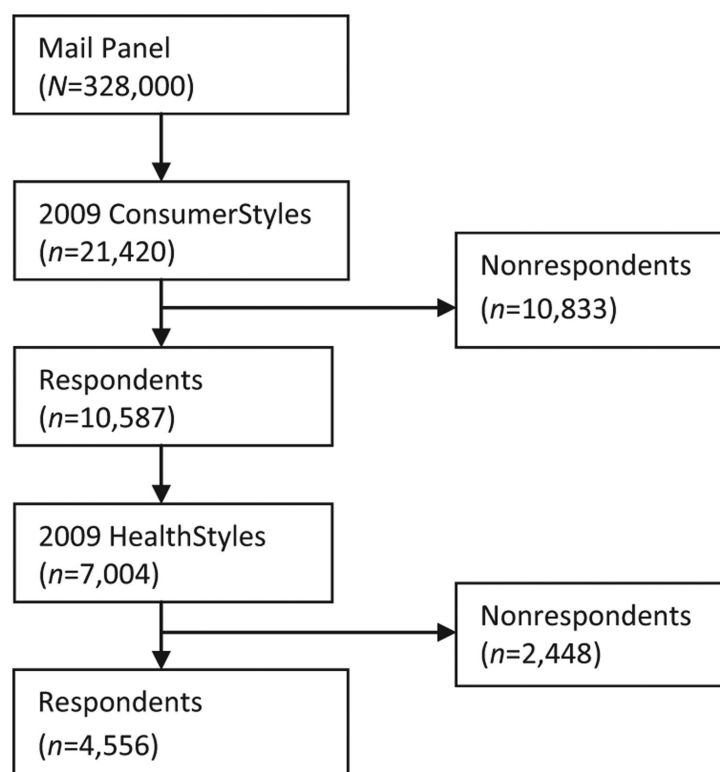 Mail Panel
(N=328,000)
2009 ConsumerStyles
(n=21,420)
Nonrespondents
(n=10,833)
Respondents
(n=10,587)
2009 HealthStyles
(n=7,004)
Nonrespondents
(n=2,448)
Respondents
(n=4,556)